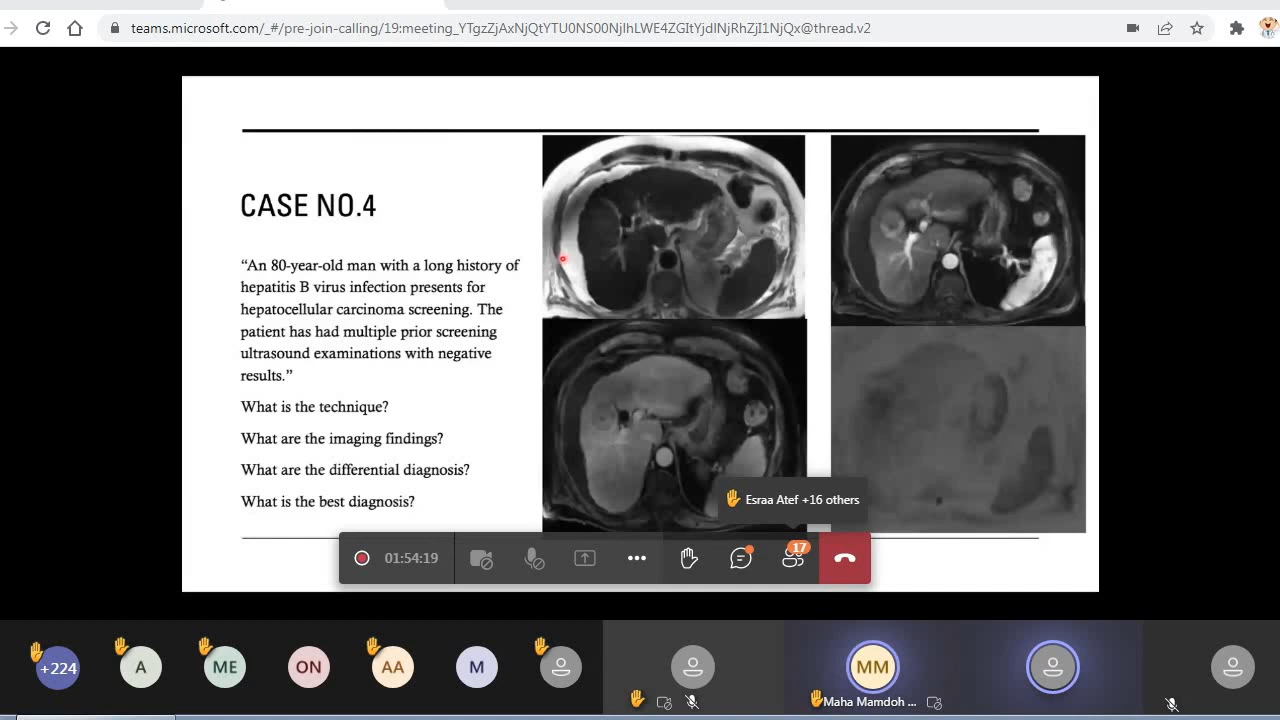 teams.microsoft.com/_#/pre-join-calling/19:meeting_YTgzZjAxNjQtYTU0NS00NjIhLWE4ZGItYjdlNjRhZjI1NjQx@thread.v2
CASE NO.4
“An 80-year-old man with a long history of
hepatitis B virus infection presents for
hepatocellular carcinoma screening. The
patient has had multiple prior screening
ultrasound examinations with negative
results.”
What is the technique?
What are the imaging findings?
What are the differential diagnosis?
What is the best diagnosis?
Esraa Atef +16 others
01:54:19
17
+224
A
ME
ON
AA
M
MM
Maha Mamdoh ...